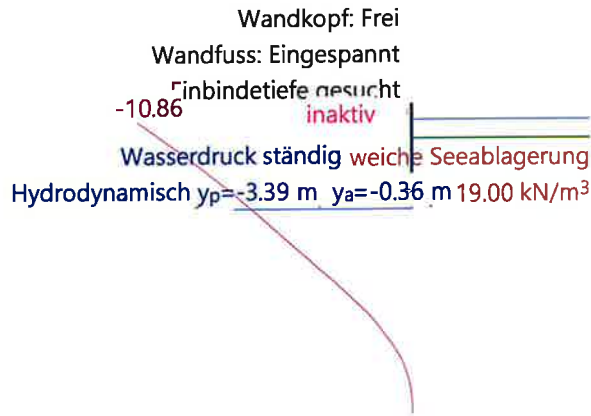 Wandkopf: Frei
Wandfuss: Eingespannt
Einbindetiefe gesucht
-10.86
inaktiv
Wasserdruck ständig weiche Seeablagerung
Hydrodynamisch yp=-3.39 m ya=-0.36 m 19.00 kN/m³